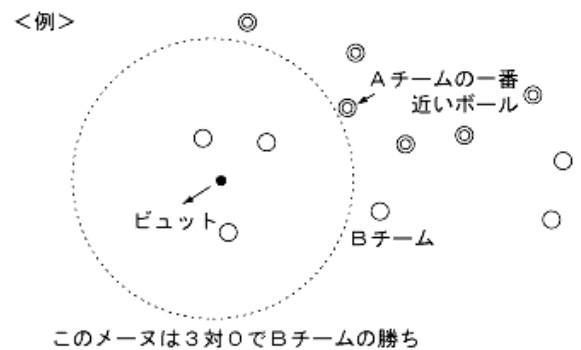 ＜例＞
Ａチームの一番
近いボール
ビュット
Ｂチーム
このメーヌは３対０でＢチームの勝ち